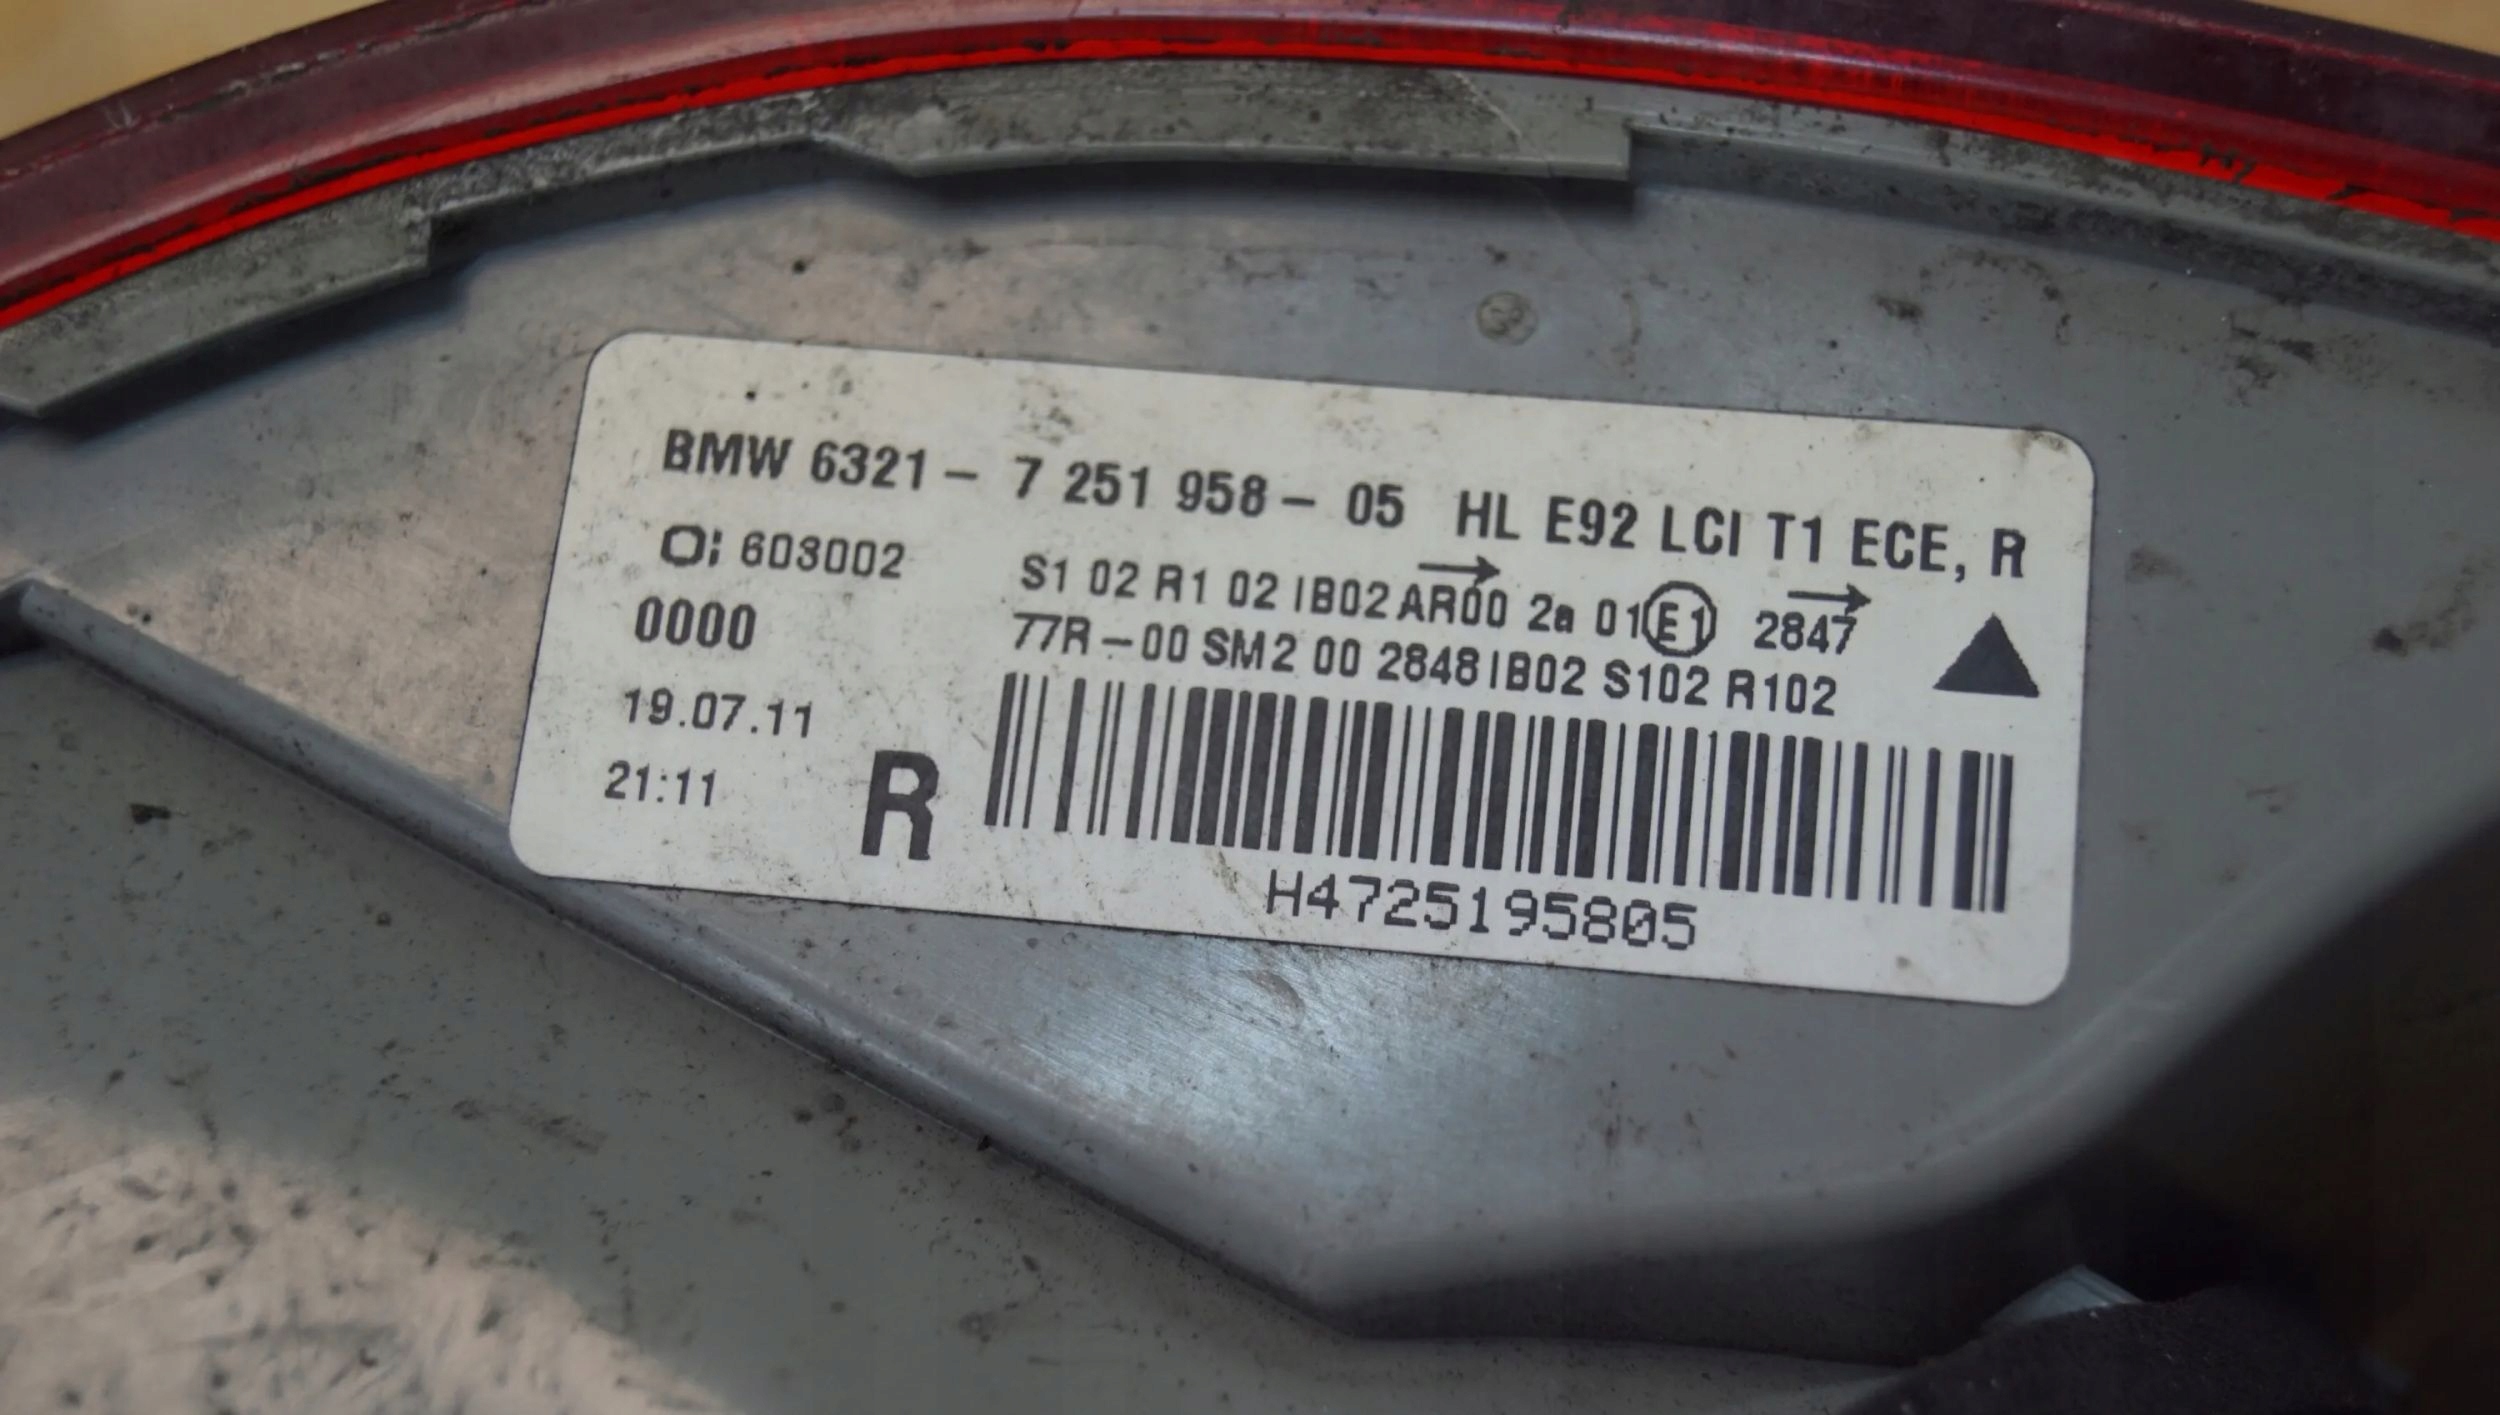 BMW 6321 - 7 251 958 - 05 HL E92 LCI T1 ECE, R
O: 603002
S1 02 R1 02 IB02 AR00 2a 01 E1 2847
0000
77R-00 SM2 00 2848 IB02 S102 R102
19.07.11
21:11
R
H4725195805